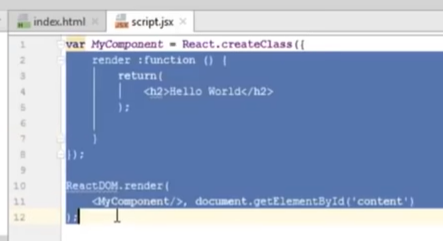 index.html script.jsx
1 var MyComponent = React.createClass({
2 render :function () {
3 return(
4 <h2>Hello World</h2>
5 );
6
7 }
8 });
9
10 ReactDOM.render(
11 <MyComponent/>, document.getElementById('content')
12 );